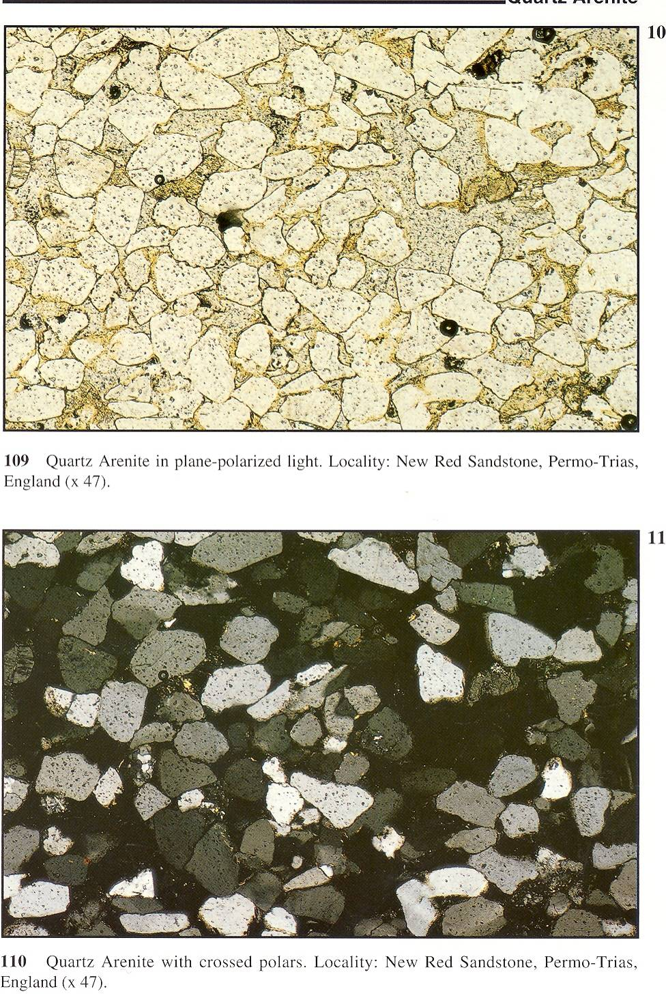 Quartz Arenite
10
109 Quartz Arenite in plane-polarized light. Locality: New Red Sandstone, Permo-Trias,
England (x 47).
11
110 Quartz Arenite with crossed polars. Locality: New Red Sandstone, Permo-Trias,
England (x 47).